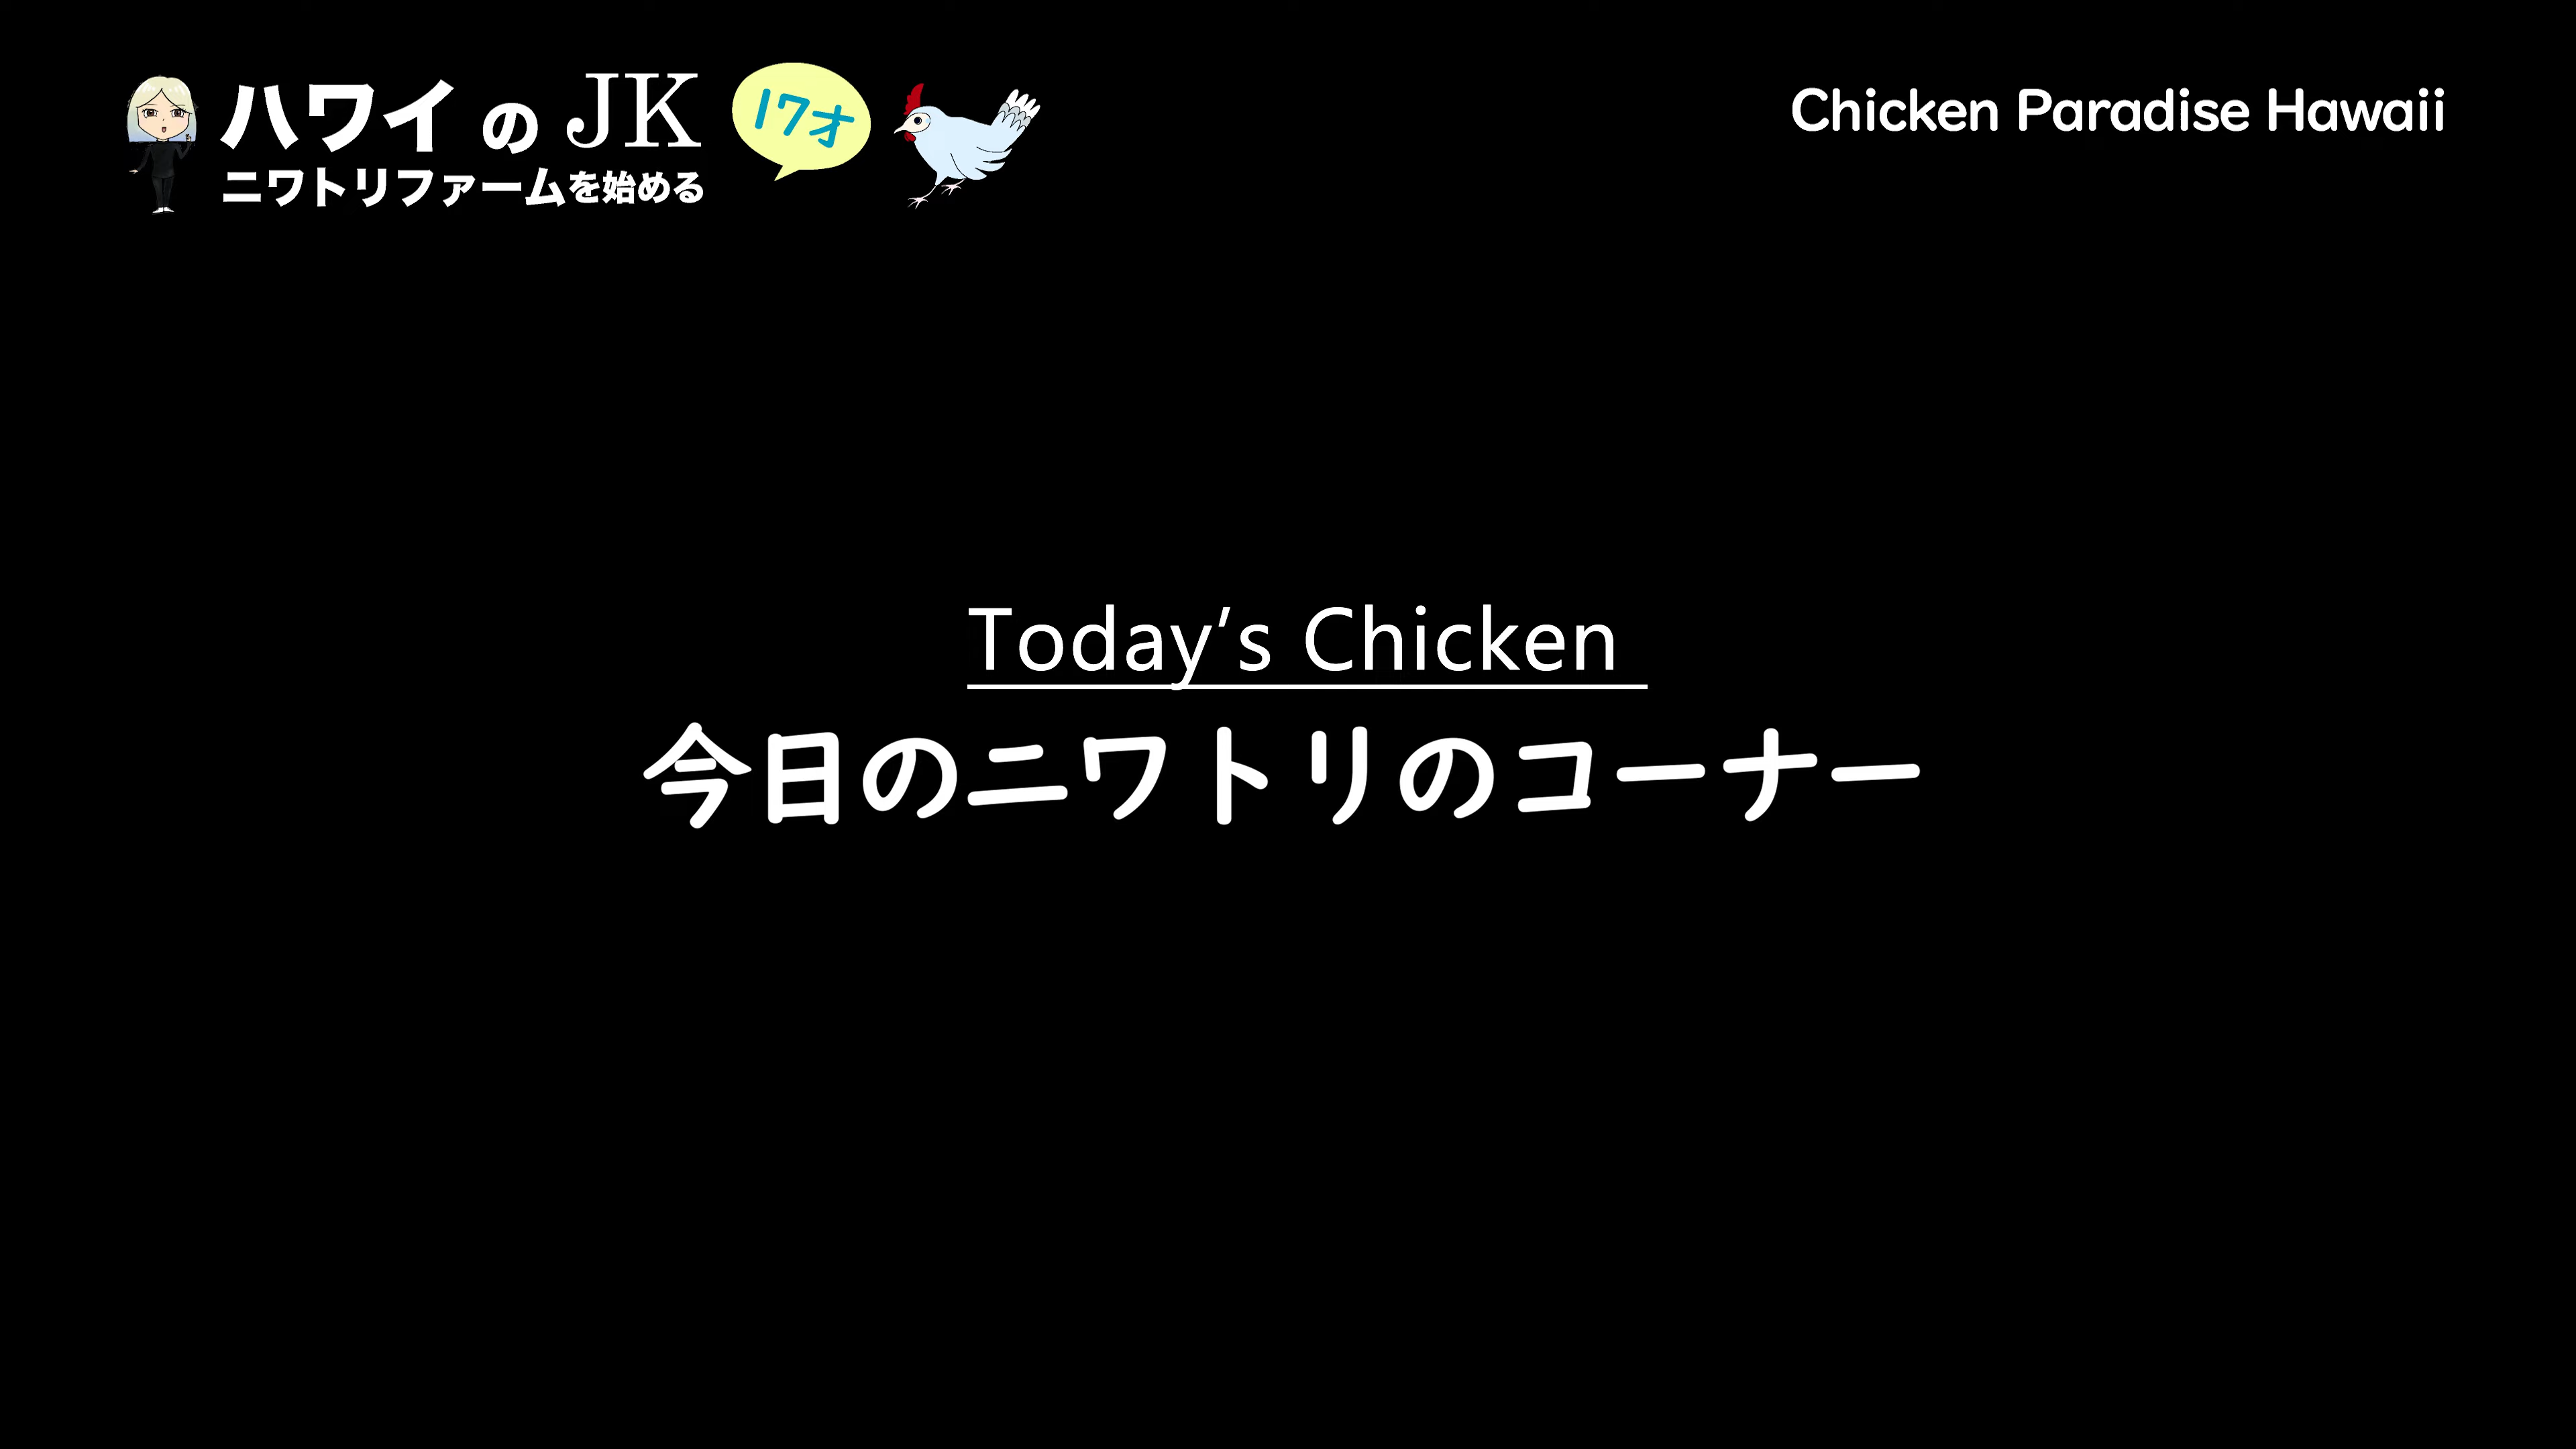 ハワイのJK
17才
ニワトリファームを始める
Chicken Paradise Hawaii
Today's Chicken
今日のニワトリのコーナー